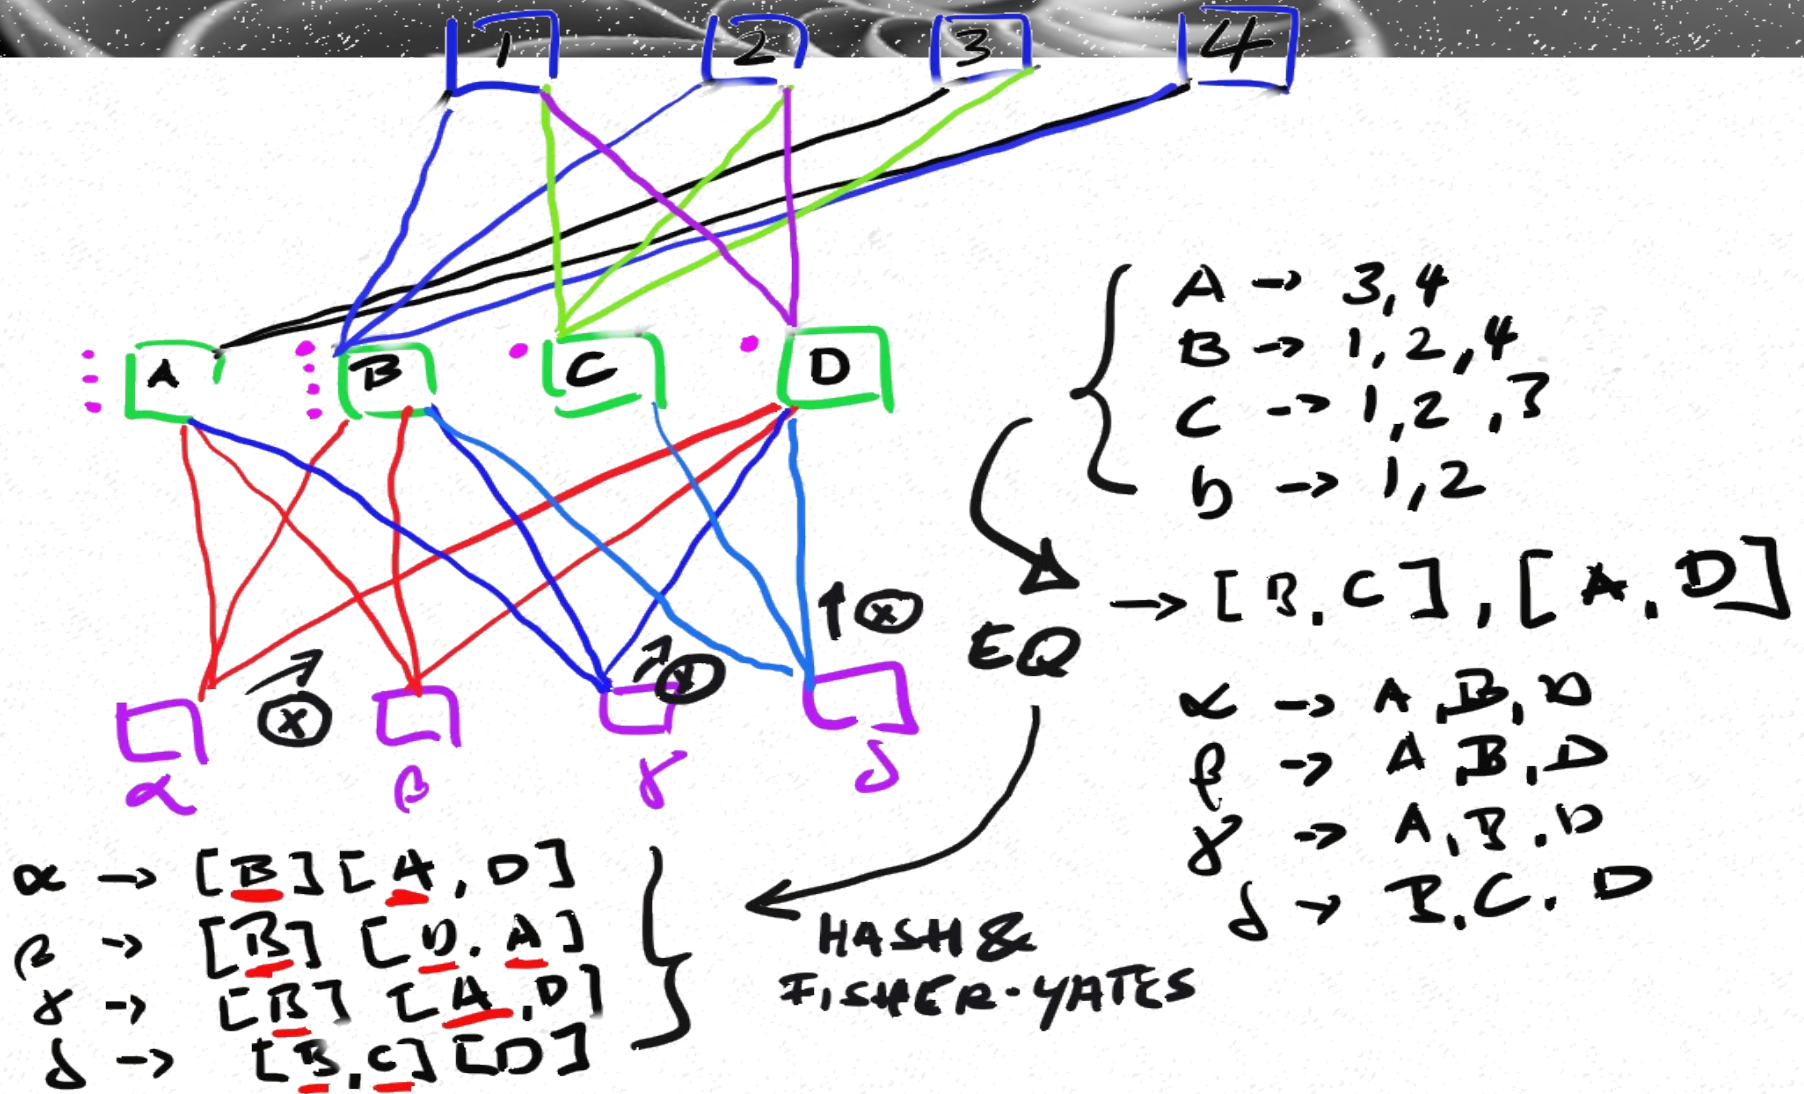 1 2 3 4
A B C D
A → 3,4
B → 1,2,4
C → 1,2,3
D → 1,2
EQ → [B,C],[A,D]
α β γ δ
α → A,B,D
β → A,B,D
γ → A,B,D
δ → B,C,D
HASH &
FISHER-YATES
α → [B] [A,D]
β → [B] [D,A]
γ → [B] [A,D]
δ → [B,C] [D]